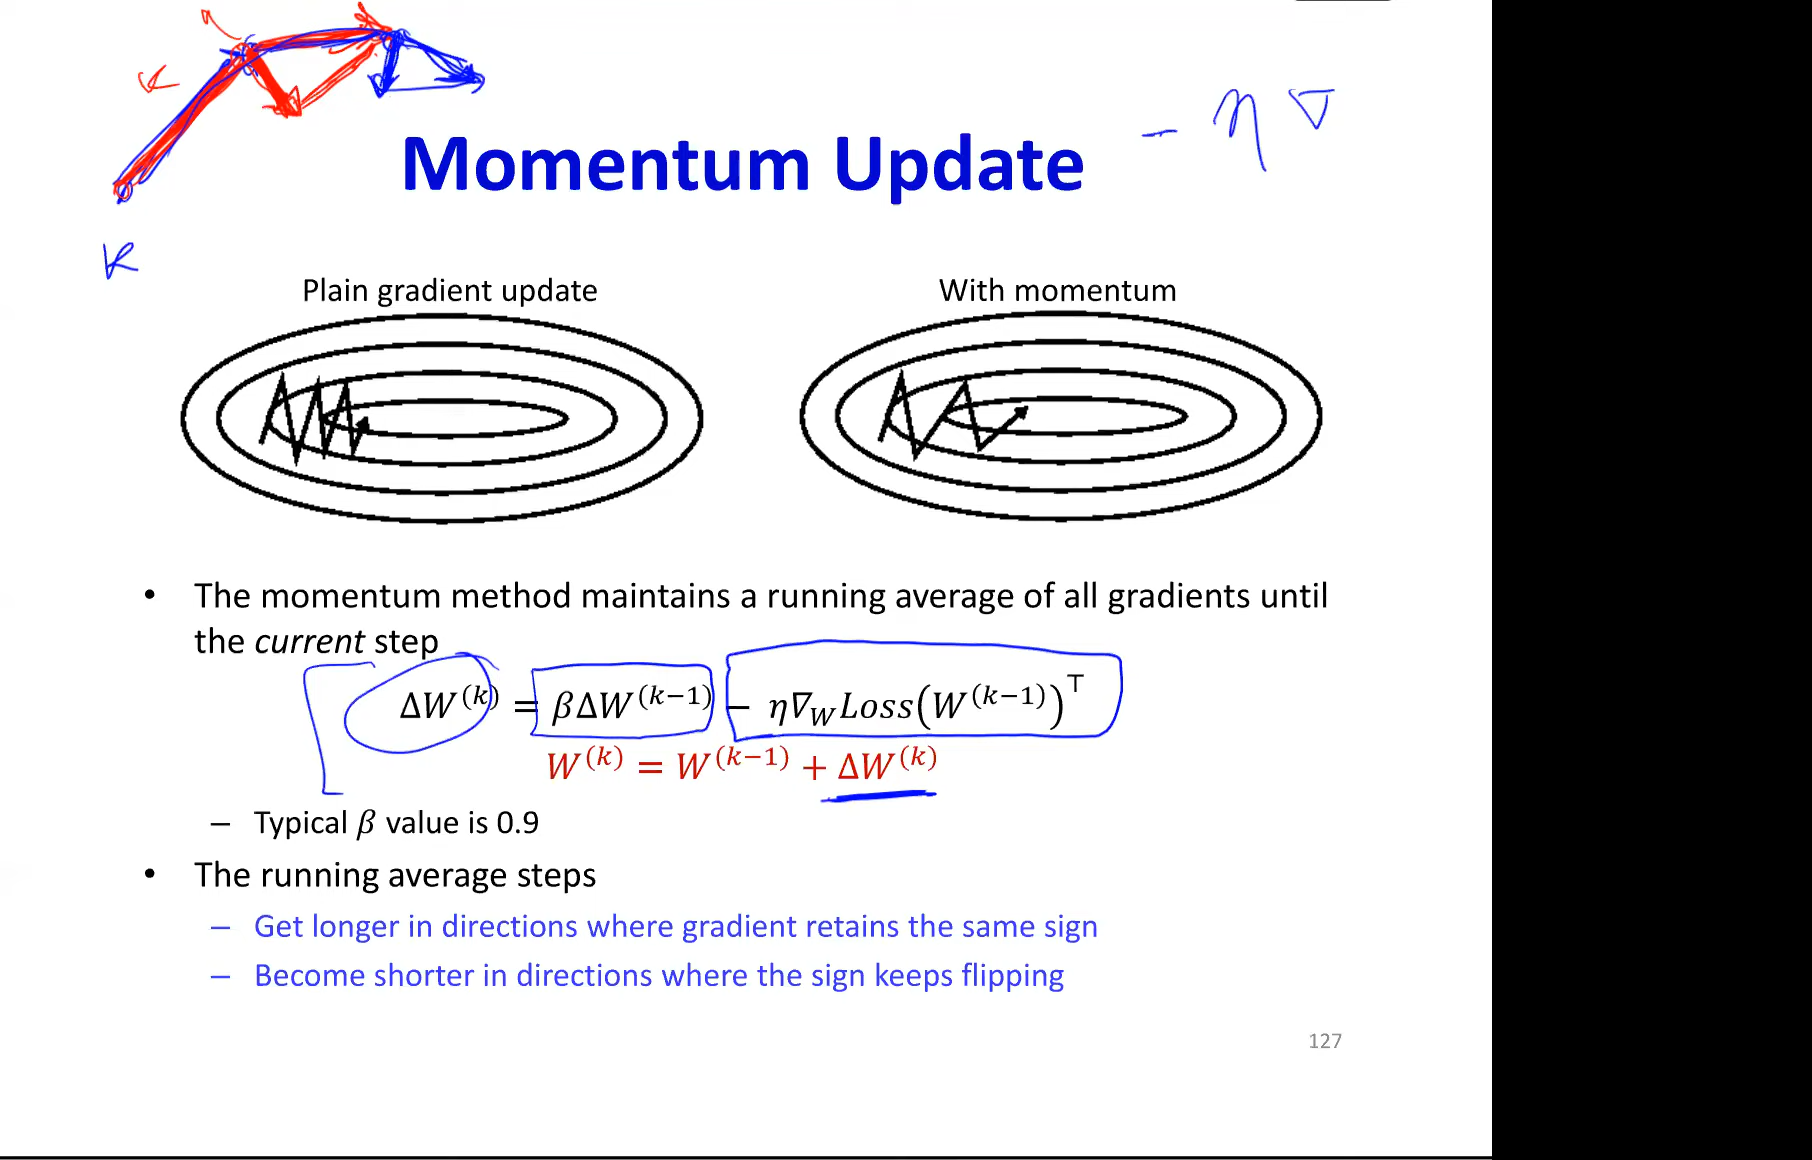 − η ∇
Momentum Update
k
Plain gradient update
With momentum
• The momentum method maintains a running average of all gradients until
the current step
ΔW^(k) = βΔW^(k−1) − η∇_W Loss(W^(k−1))^⊤
W^(k) = W^(k−1) + ΔW^(k)
– Typical β value is 0.9
• The running average steps
– Get longer in directions where gradient retains the same sign
– Become shorter in directions where the sign keeps flipping
127